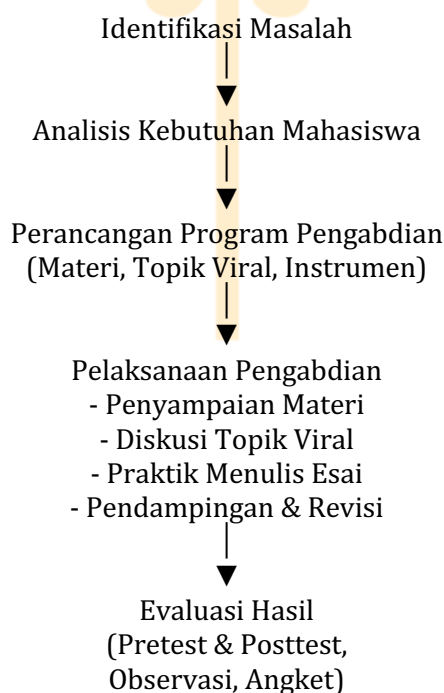 Identifikasi Masalah
Analisis Kebutuhan Mahasiswa
Perancangan Program Pengabdian
(Materi, Topik Viral, Instrumen)
Pelaksanaan Pengabdian
- Penyampaian Materi
- Diskusi Topik Viral
- Praktik Menulis Esai
- Pendampingan & Revisi
Evaluasi Hasil
(Pretest & Posttest,
Observasi, Angket)